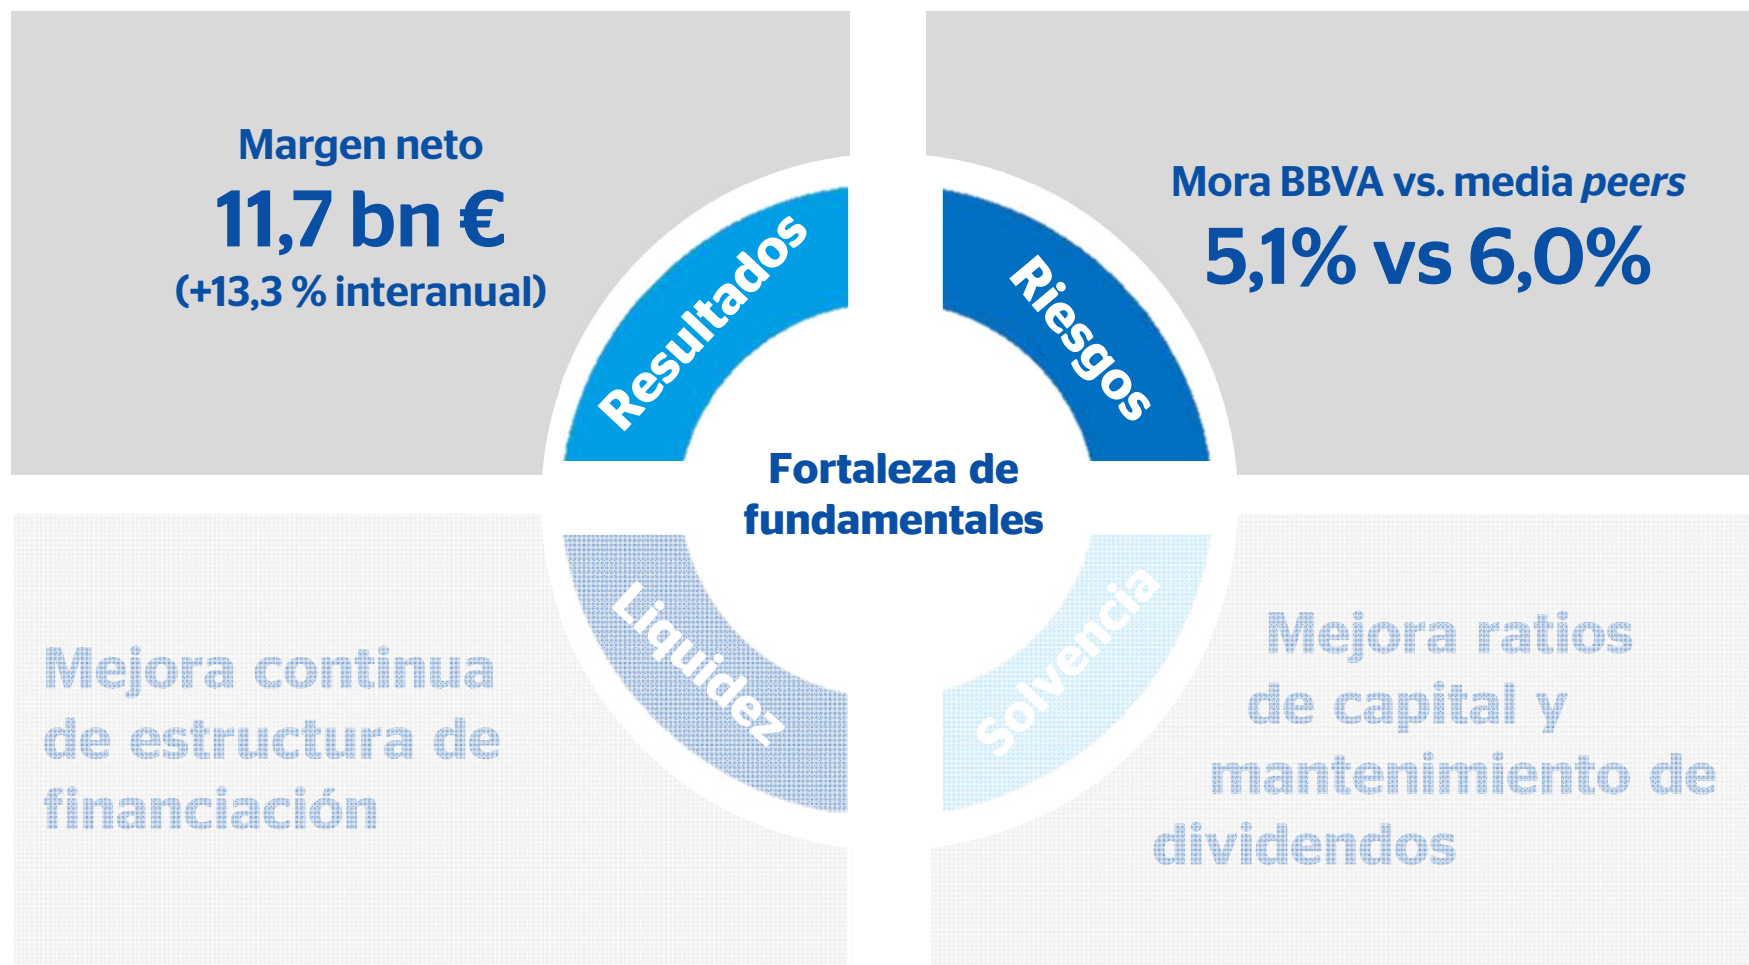 Margen neto
11,7 bn €
(+13,3 % interanual)
Resultados
Mora BBVA vs. media peers
5,1% vs 6,0%
Riesgos
Fortaleza de
fundamentales
Mejora continua
de estructura de
financiación
Liquidez
Solvencia
Mejora ratios
de capital y
mantenimiento de
dividendos